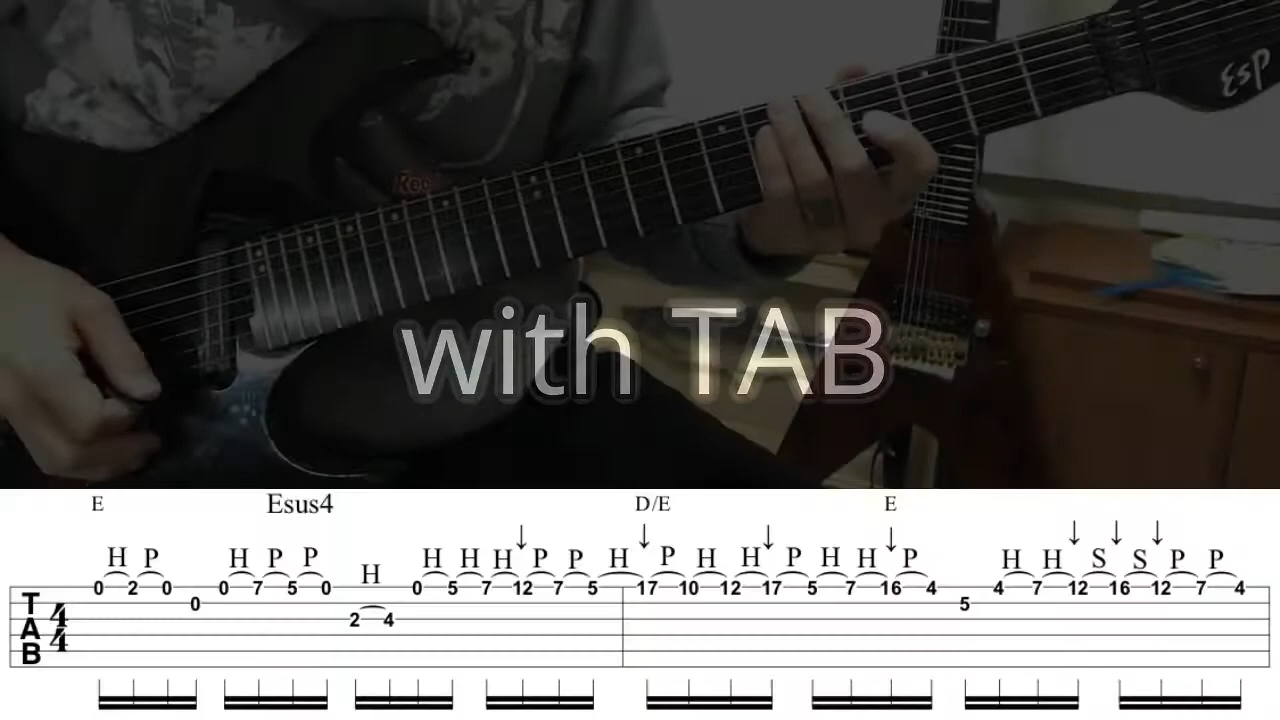 ESP
Rec
with TAB
E Esus4 D/E E
↓ ↓ ↓ ↓ ↓ ↓ ↓
H P H P P H H H H P P H P H H P H H P H H S S P P
0 2 0 0 7 5 0 0 5 7 12 7 5 17 10 12 17 5 7 16 4 4 7 12 16 12 7 4
0 5
2 4
T
A
B
4
4